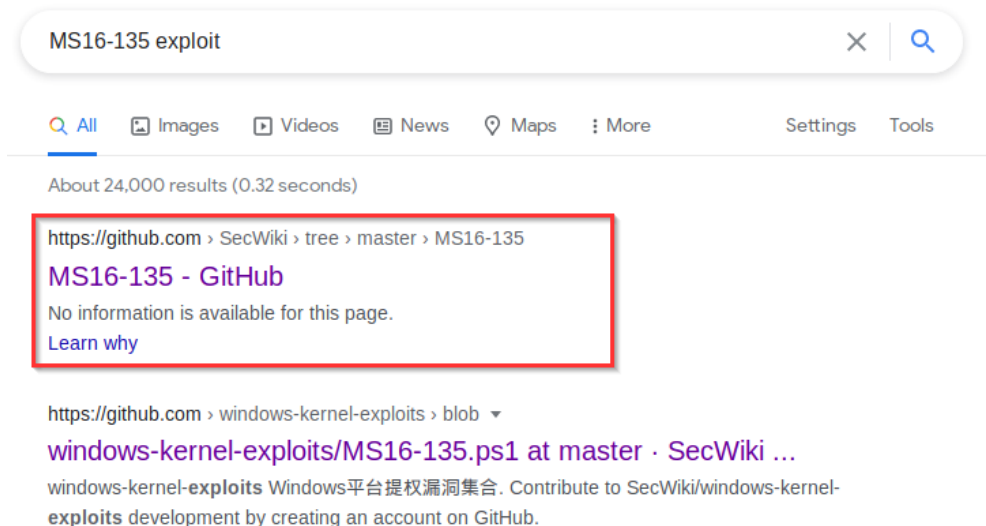 MS16-135 exploit
All Images Videos News Maps More Settings Tools
About 24,000 results (0.32 seconds)
https://github.com › SecWiki › tree › master › MS16-135
MS16-135 - GitHub
No information is available for this page.
Learn why
https://github.com › windows-kernel-exploits › blob
windows-kernel-exploits/MS16-135.ps1 at master · SecWiki ...
windows-kernel-exploits Windows平台提权漏洞集合. Contribute to SecWiki/windows-kernel-
exploits development by creating an account on GitHub.